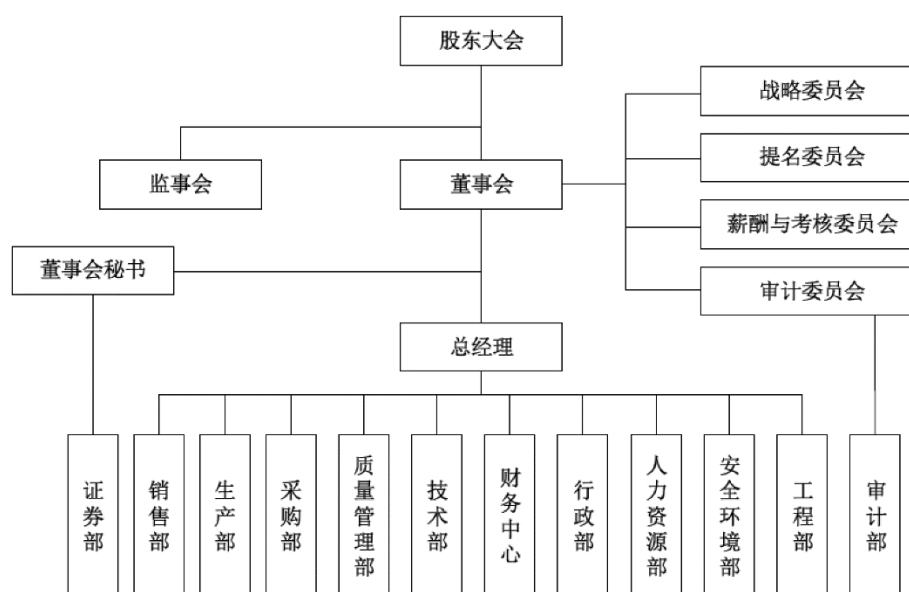 股东大会
战略委员会
提名委员会
监事会
董事会
薪酬与考核委员会
董事会秘书
审计委员会
总经理
证券部
销售部
生产部
采购部
质量管理部
技术部
财务中心
行政部
人力资源部
安全环境部
工程部
审计部